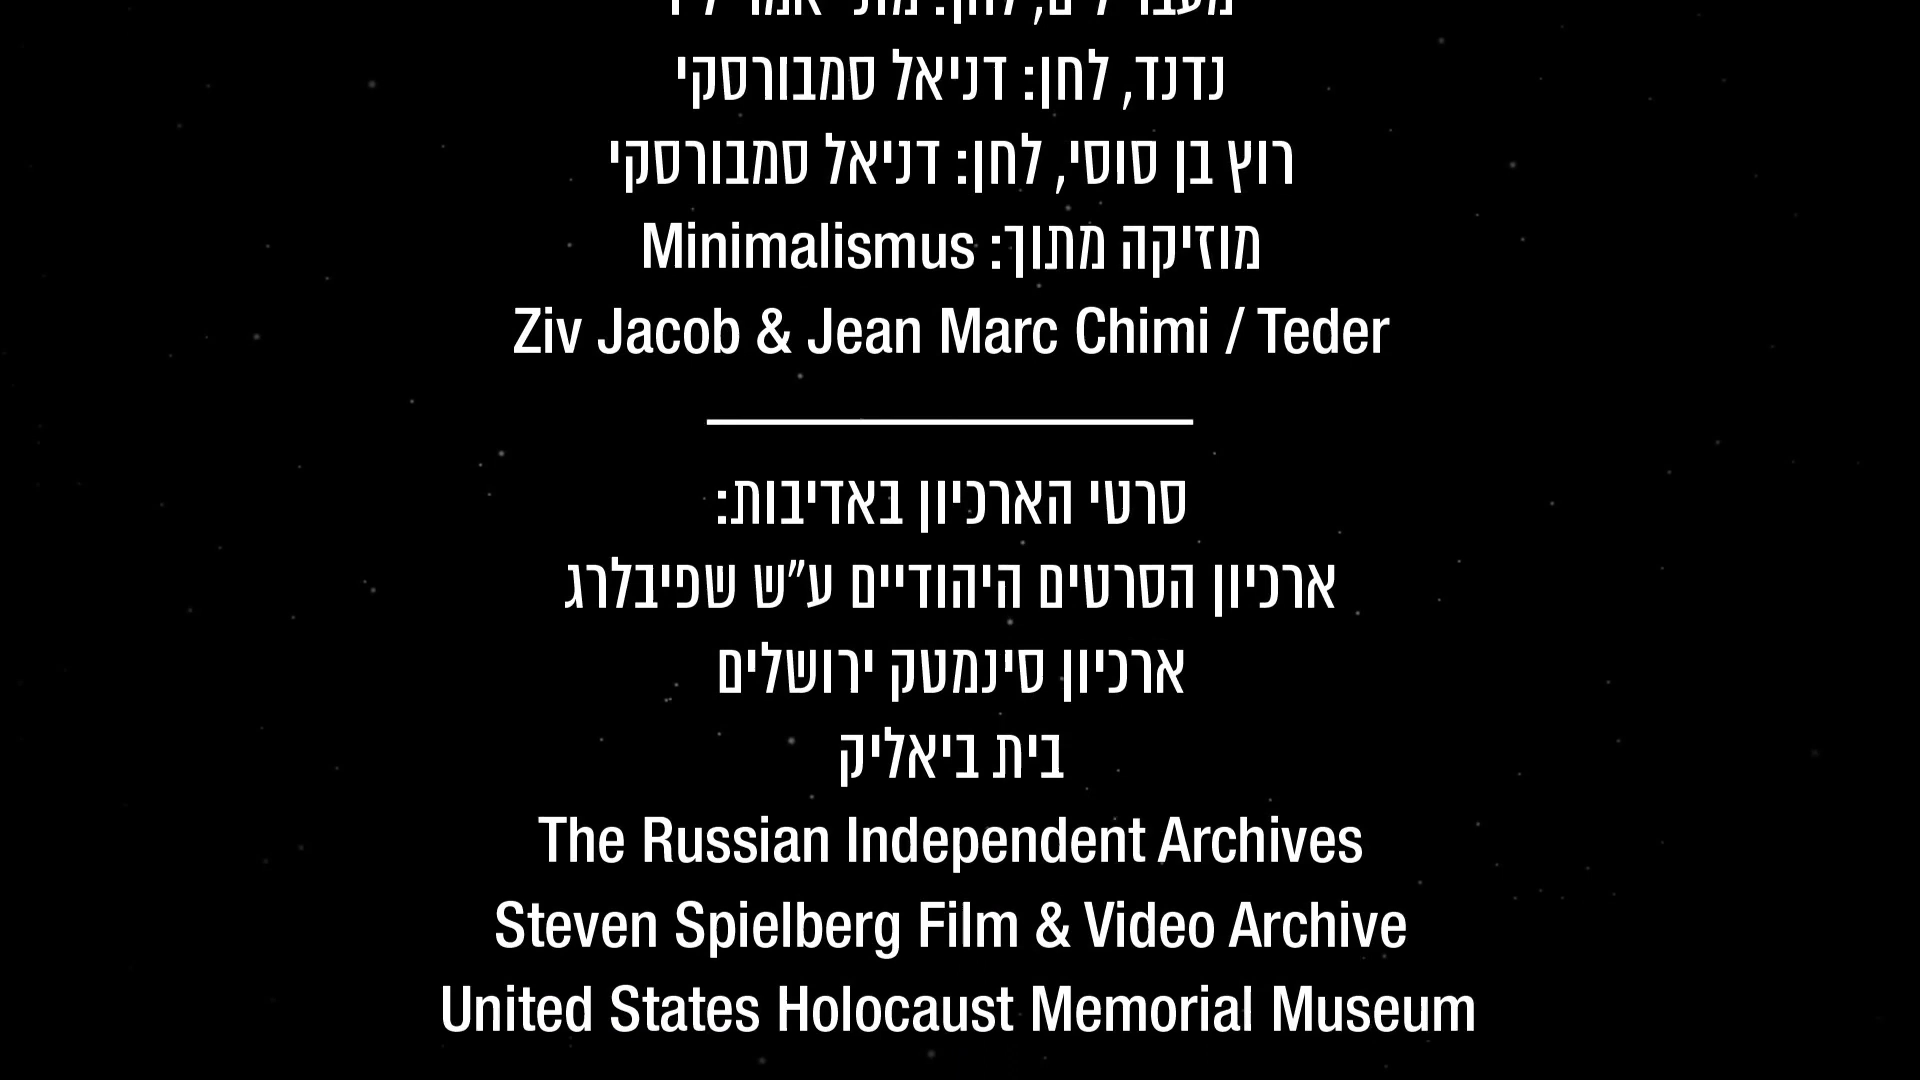 נדנד, לחן: דניאל סמבורסקי
רוץ בן סוסי, לחן: דניאל סמבורסקי
מוזיקה מתוך: Minimalismus
Ziv Jacob & Jean Marc Chimi / Teder
סרטי הארכיון באדיבות:
ארכיון הסרטים היהודיים ע״ש שפיבלרג
ארכיון סינמטק ירושלים
בית ביאליק
The Russian Independent Archives
Steven Spielberg Film & Video Archive
United States Holocaust Memorial Museum